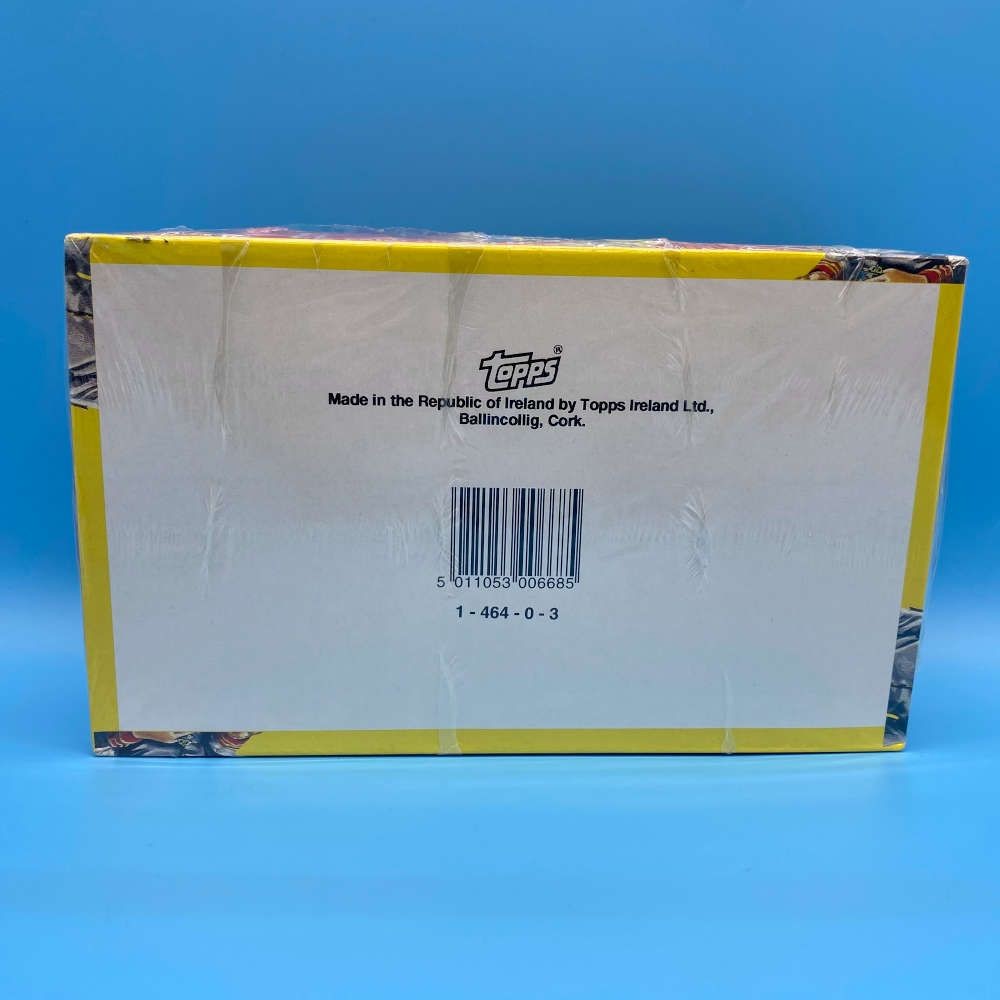 topps®
Made in the Republic of Ireland by Topps Ireland Ltd.,
Ballincollig, Cork.
5 011053 006685
1 - 464 - 0 - 3